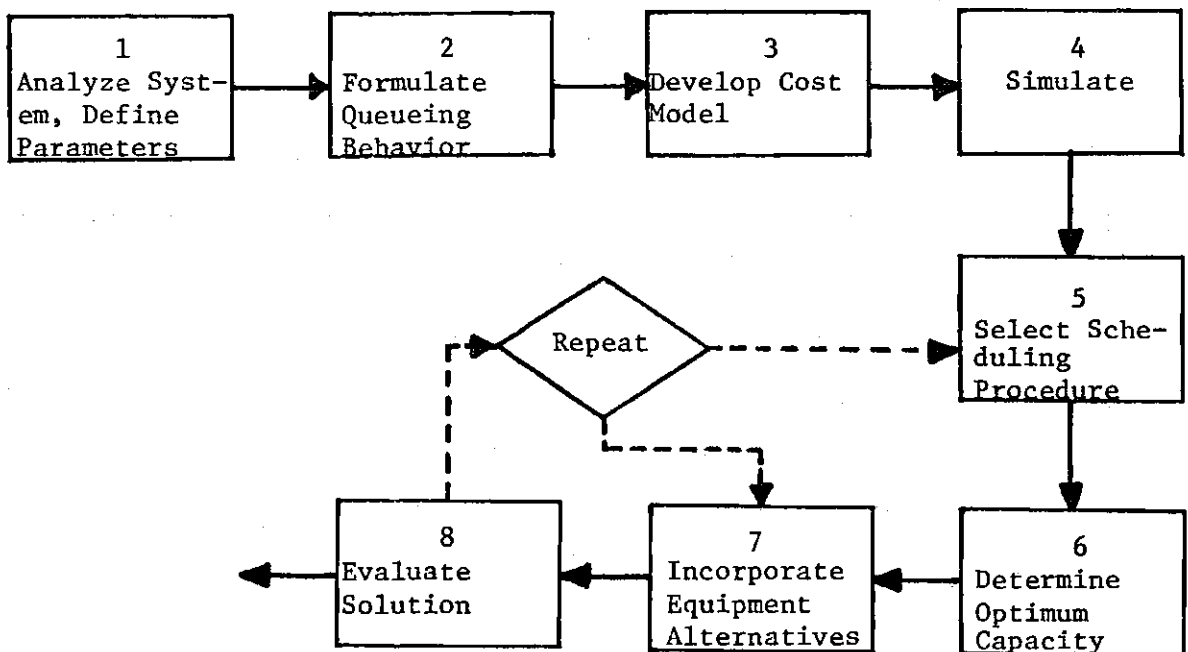 1
Analyze Syst-
em, Define
Parameters
2
Formulate
Queueing
Behavior
3
Develop Cost
Model
4
Simulate
5
Select Sche-
duling
Procedure
Repeat
8
Evaluate
Solution
7
Incorporate
Equipment
Alternatives
6
Determine
Optimum
Capacity